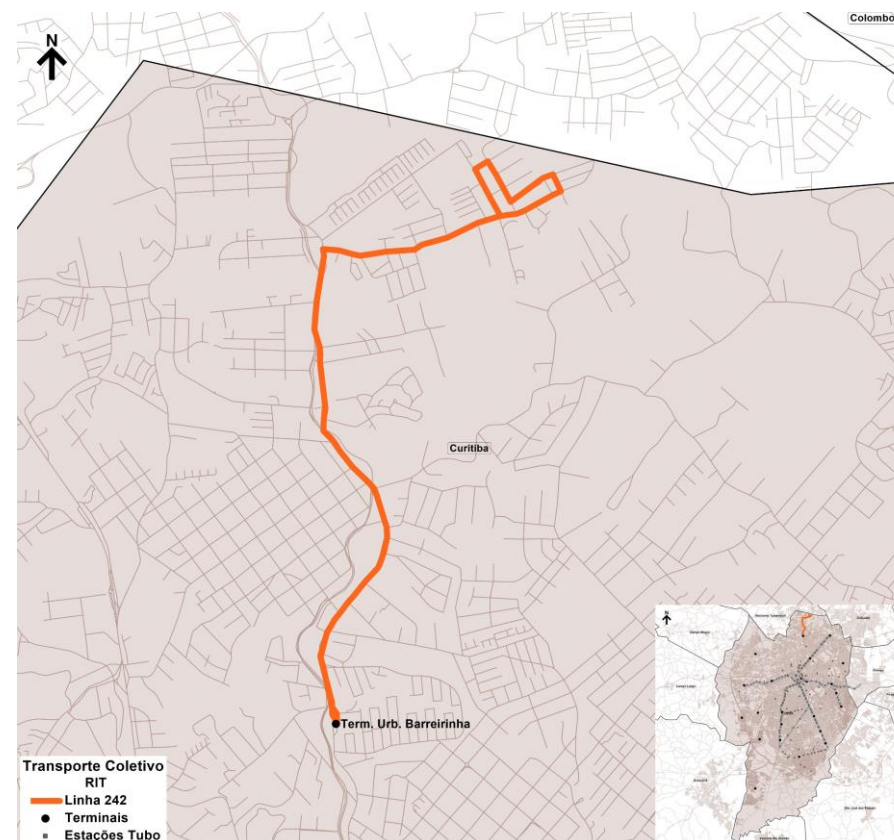 Colombo
N
Curitiba
Term. Urb. Barreirinha
Transporte Coletivo
RIT
Linha 242
Terminais
Estações Tubo
N